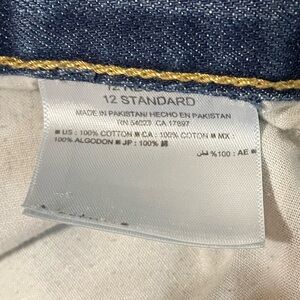 12 STANDARD
MADE IN PAKISTAN/ HECHO EN PAKISTAN
RN 54023 CA 17897
■ US : 100% COTTON ■ CA : 100% COTON ■ MX :
100% ALGODON ■ JP : 100% 綿
■ AE : 100% قطن